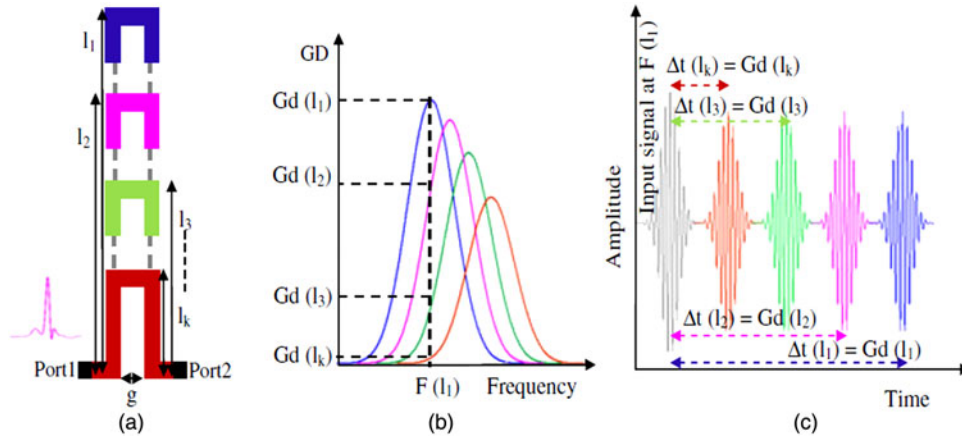 l₁
l₂
l₃
lₖ
Port1
Port2
g
(a)
GD
Gd (l₁)
Gd (l₂)
Gd (l₃)
Gd (lₖ)
F (l₁)
Frequency
(b)
Amplitude
Input signal at F (l₁)
Δt (lₖ) = Gd (lₖ)
Δt (l₃) = Gd (l₃)
Δt (l₂) = Gd (l₂)
Δt (l₁) = Gd (l₁)
Time
(c)